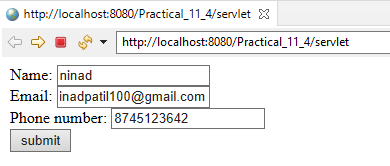 http://localhost:8080/Practical_11_4/servlet
http://localhost:8080/Practical_11_4/servlet
Name: ninad
Email: inadpatil100@gmail.com
Phone number: 8745123642
submit